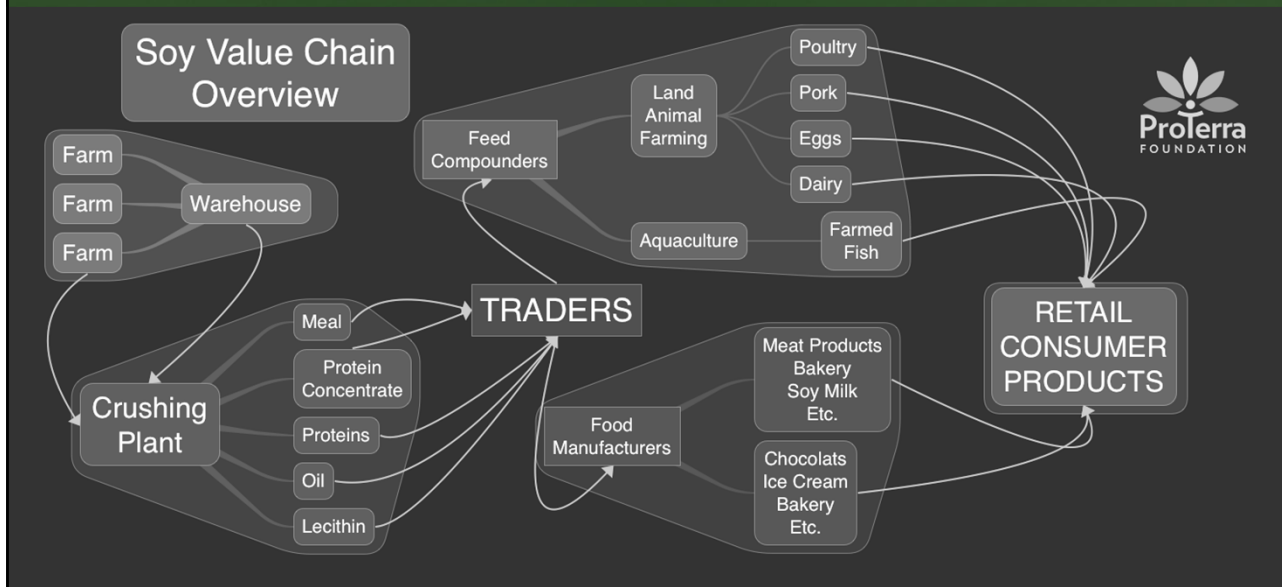 Soy Value Chain
Overview
Farm
Farm
Farm
Warehouse
Crushing
Plant
Meal
Protein
Concentrate
Proteins
Oil
Lecithin
TRADERS
Feed
Compounders
Land
Animal
Farming
Poultry
Pork
Eggs
Dairy
Aquaculture
Farmed
Fish
Food
Manufacturers
Meat Products
Bakery
Soy Milk
Etc.
Chocolats
Ice Cream
Bakery
Etc.
RETAIL
CONSUMER
PRODUCTS
ProTerra
FOUNDATION